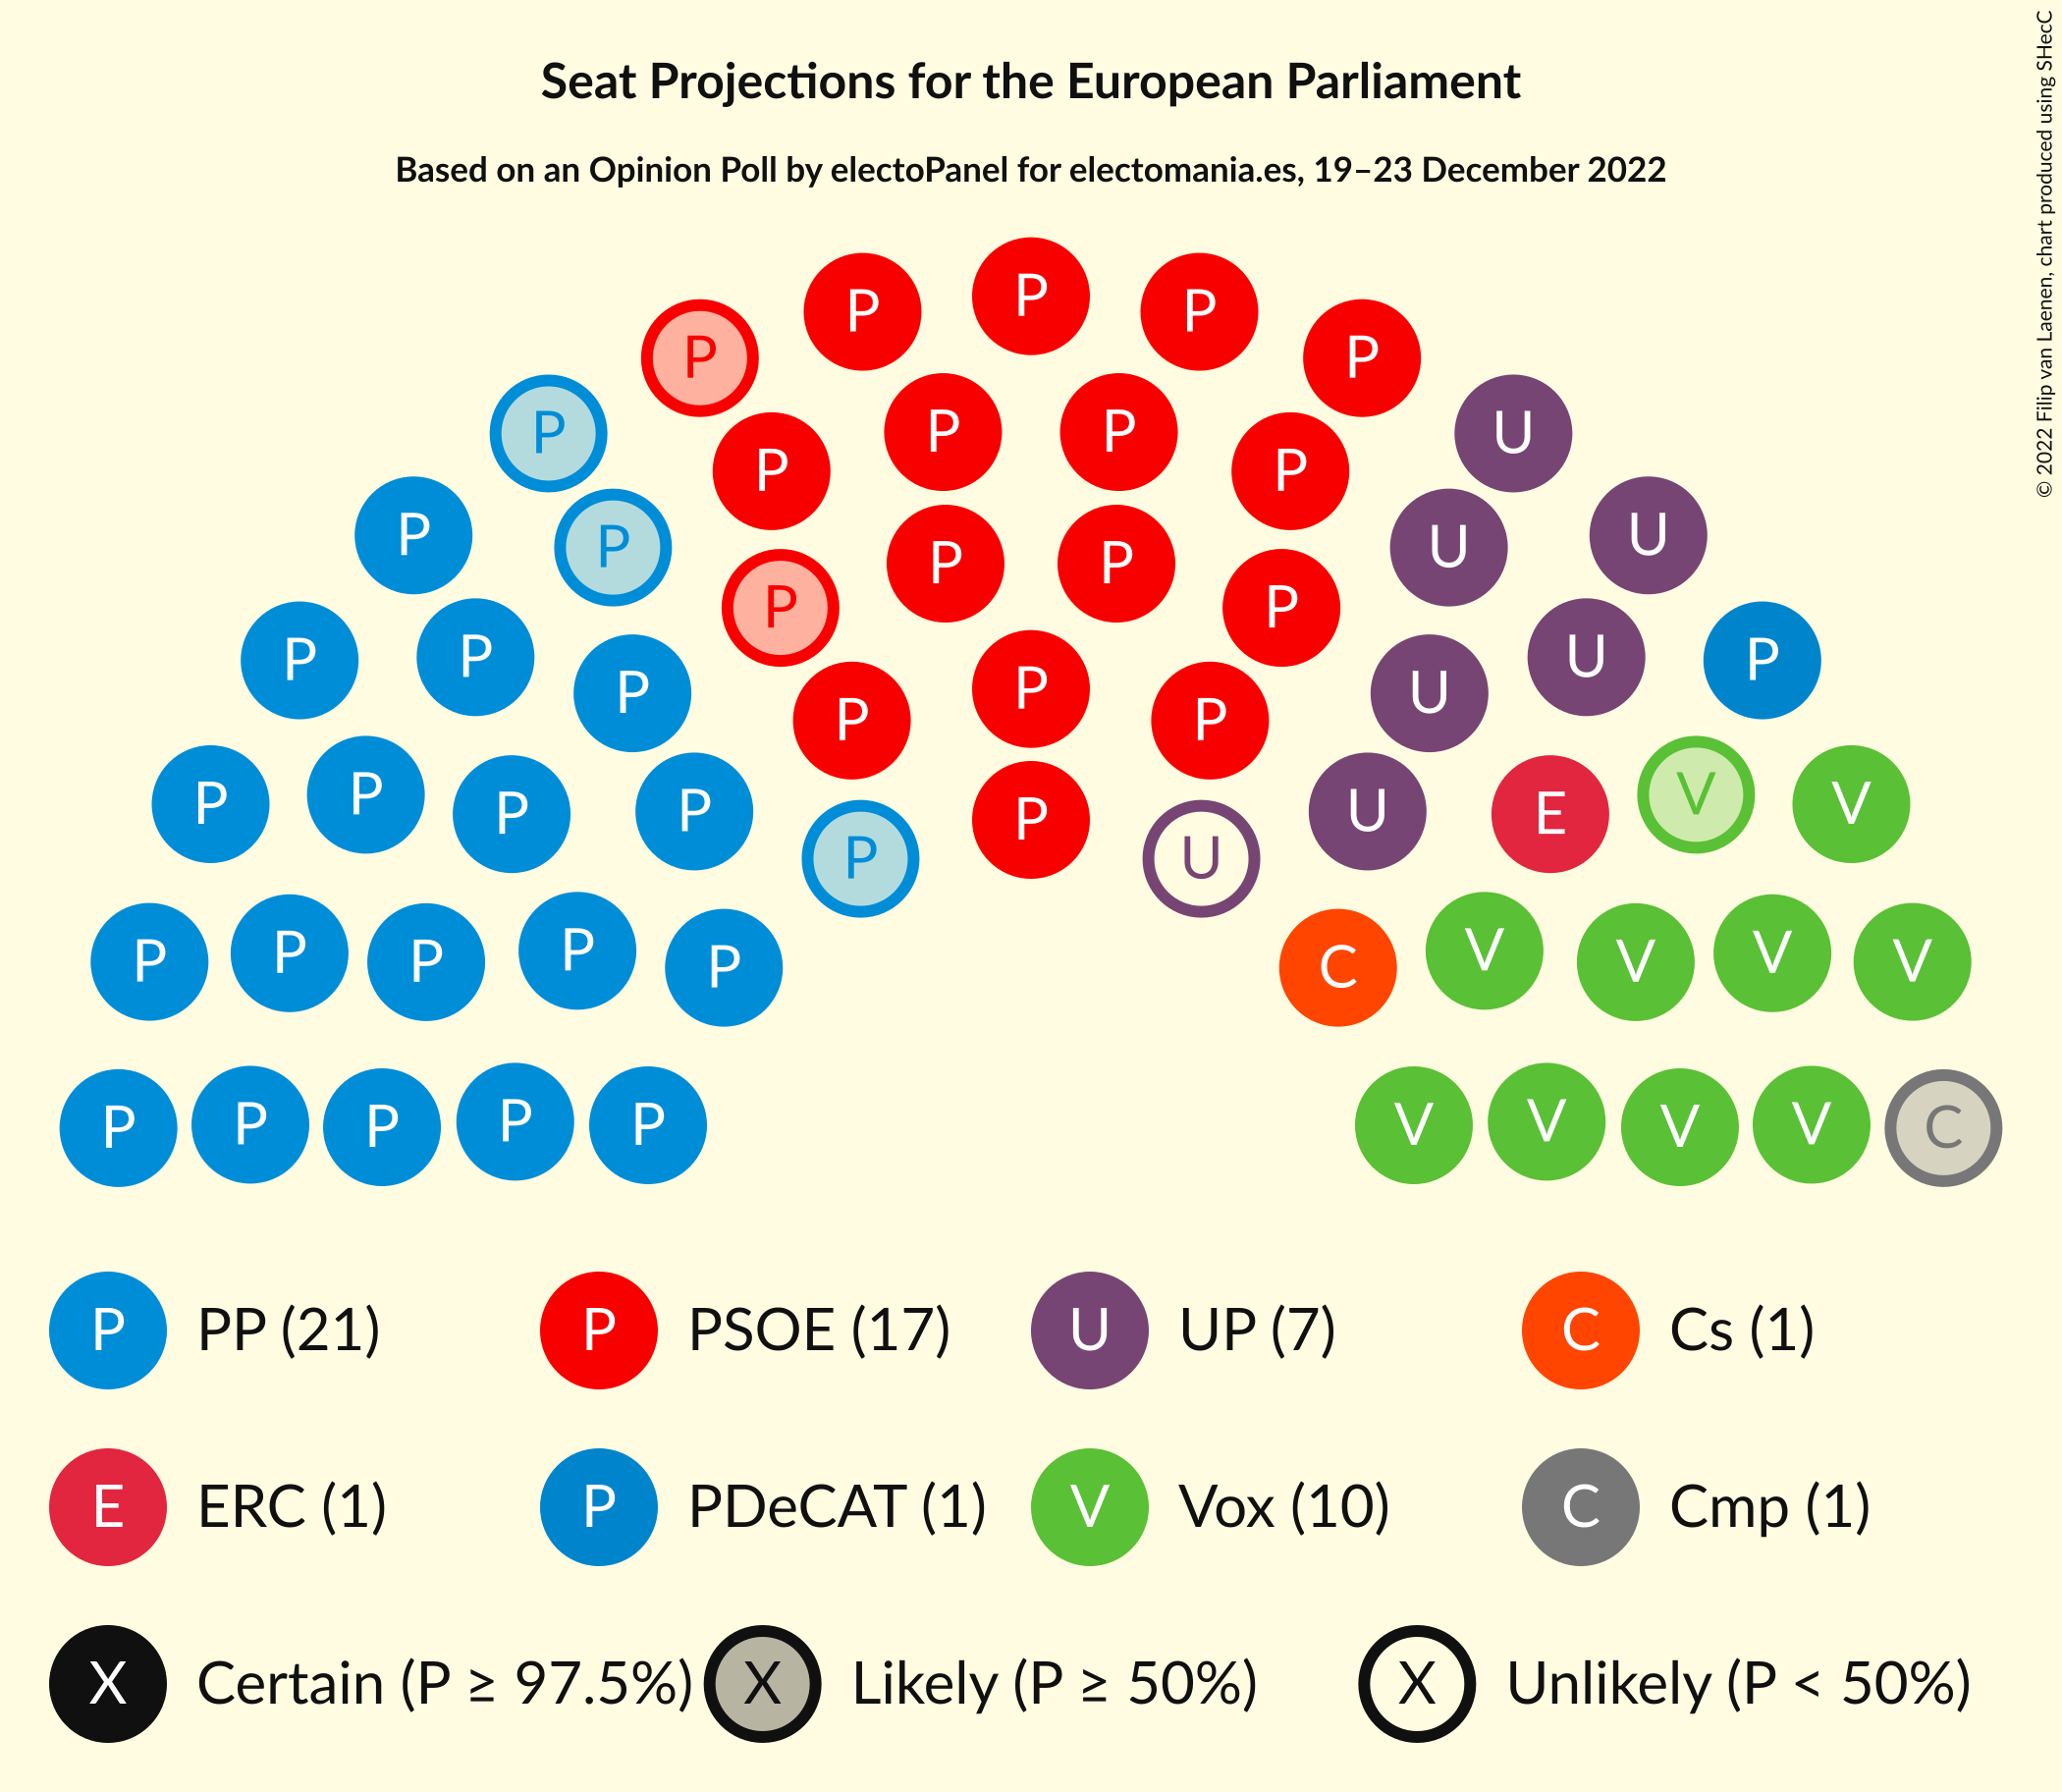 Seat Projections for the European Parliament
Based on an Opinion Poll by electoPanel for electomania.es, 19–23 December 2022
© 2022 Filip van Laenen, chart produced using SHecC
P
P P
P P
P U
P P P P
P U
P P U U
P P P
P P
P U
P P U P
P P P
P P
P P P P U E V V
P U
P P P P P C V V V V
P P P P P V V V V C
P PP (21) P PSOE (17) U UP (7) C Cs (1)
E ERC (1) P PDeCAT (1) V Vox (10) C Cmp (1)
X Certain (P ≥ 97.5%) X Likely (P ≥ 50%) X Unlikely (P < 50%)